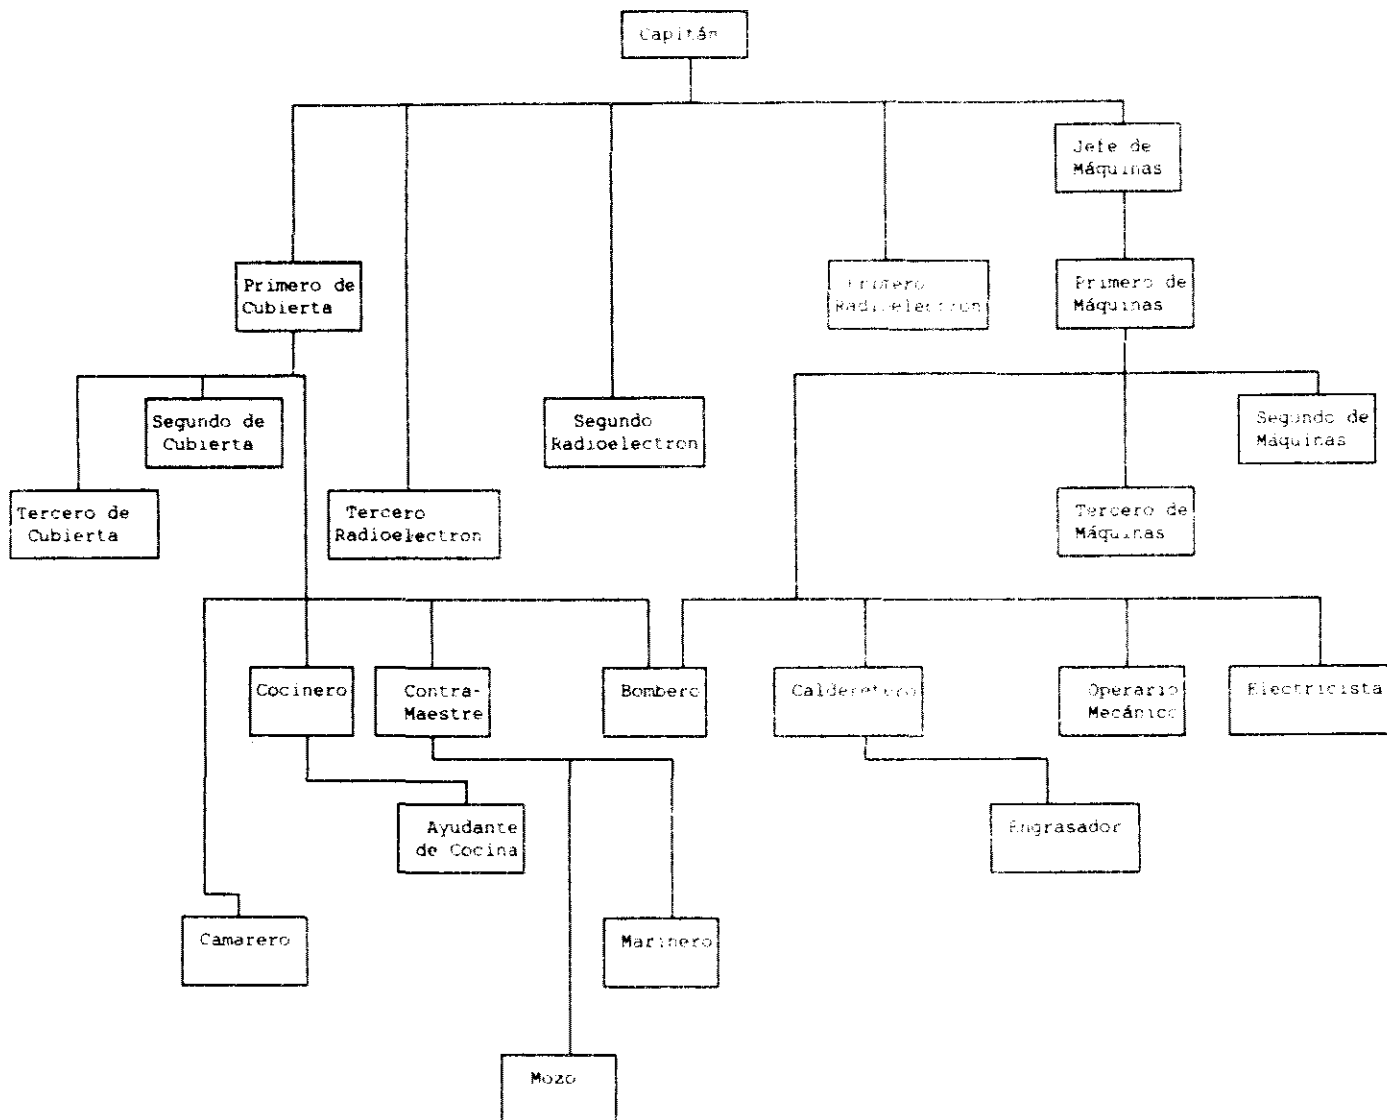 Capitán
Jefe de
Máquinas
Primero de
Cubierta
Primero
Radioelectron
Primero de
Máquinas
Segundo de
Cubierta
Segundo
Radioelectron
Segundo de
Máquinas
Tercero de
Cubierta
Tercero
Radioelectron
Tercero de
Máquinas
Cocinero
Contra-
Maestre
Bombero
Calderetero
Operario
Mecánico
Electricista
Ayudante
de Cocina
Engrasador
Camarero
Marinero
Mozo